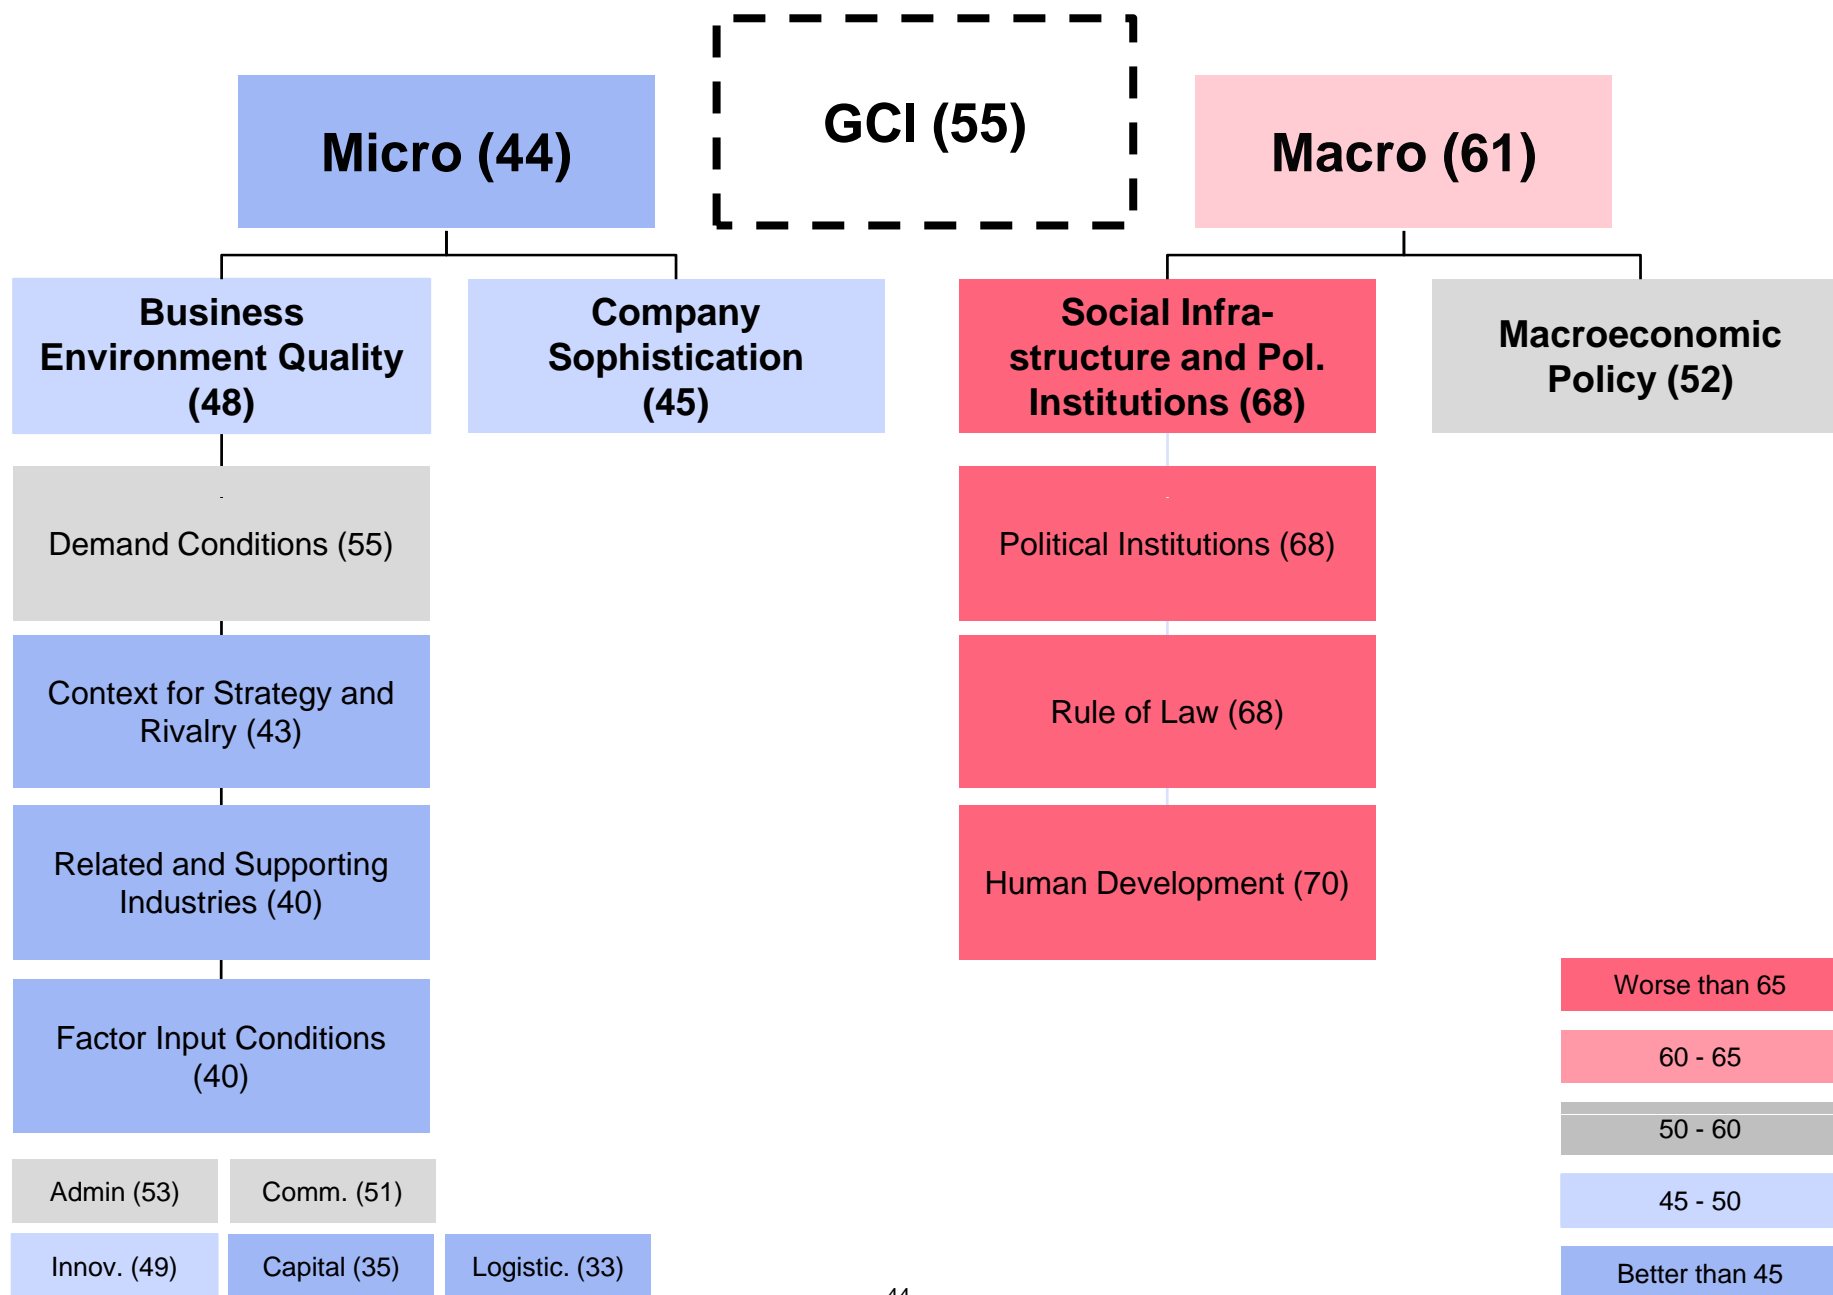 GCI (55)
Micro (44)
Macro (61)
Business
Environment Quality
(48)
Company
Sophistication
(45)
Social Infra-
structure and Pol.
Institutions (68)
Macroeconomic
Policy (52)
Demand Conditions (55)
Political Institutions (68)
Context for Strategy and
Rivalry (43)
Rule of Law (68)
Related and Supporting
Industries (40)
Human Development (70)
Factor Input Conditions
(40)
Worse than 65
60 - 65
50 - 60
45 - 50
Better than 45
Admin (53)
Comm. (51)
Innov. (49)
Capital (35)
Logistic. (33)
44